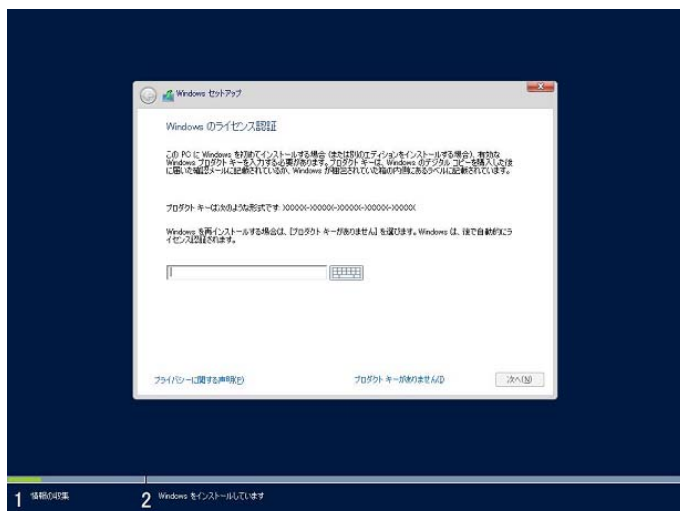 Windows セットアップ
Windows のライセンス認証
この PC に Windows を初めてインストールする場合 (または別のエディションをインストールする場合)、有効な
Windows プロダクト キーを入力する必要があります。プロダクト キーは、Windows のデジタル コピーを購入した後
に届いた確認メールに記載されているか、Windows が梱包されていた箱の内側にあるラベルに記載されています。
プロダクト キーは次のような形式です: XXXXX-XXXXX-XXXXX-XXXXX-XXXXX
Windows を再インストールする場合は、[プロダクト キーがありません] を選びます。Windows は、後で自動的にラ
イセンス認証されます。
プライバシーに関する声明(P)
プロダクト キーがありません(I)
次へ(N)
1 情報の収集
2 Windows をインストールしています